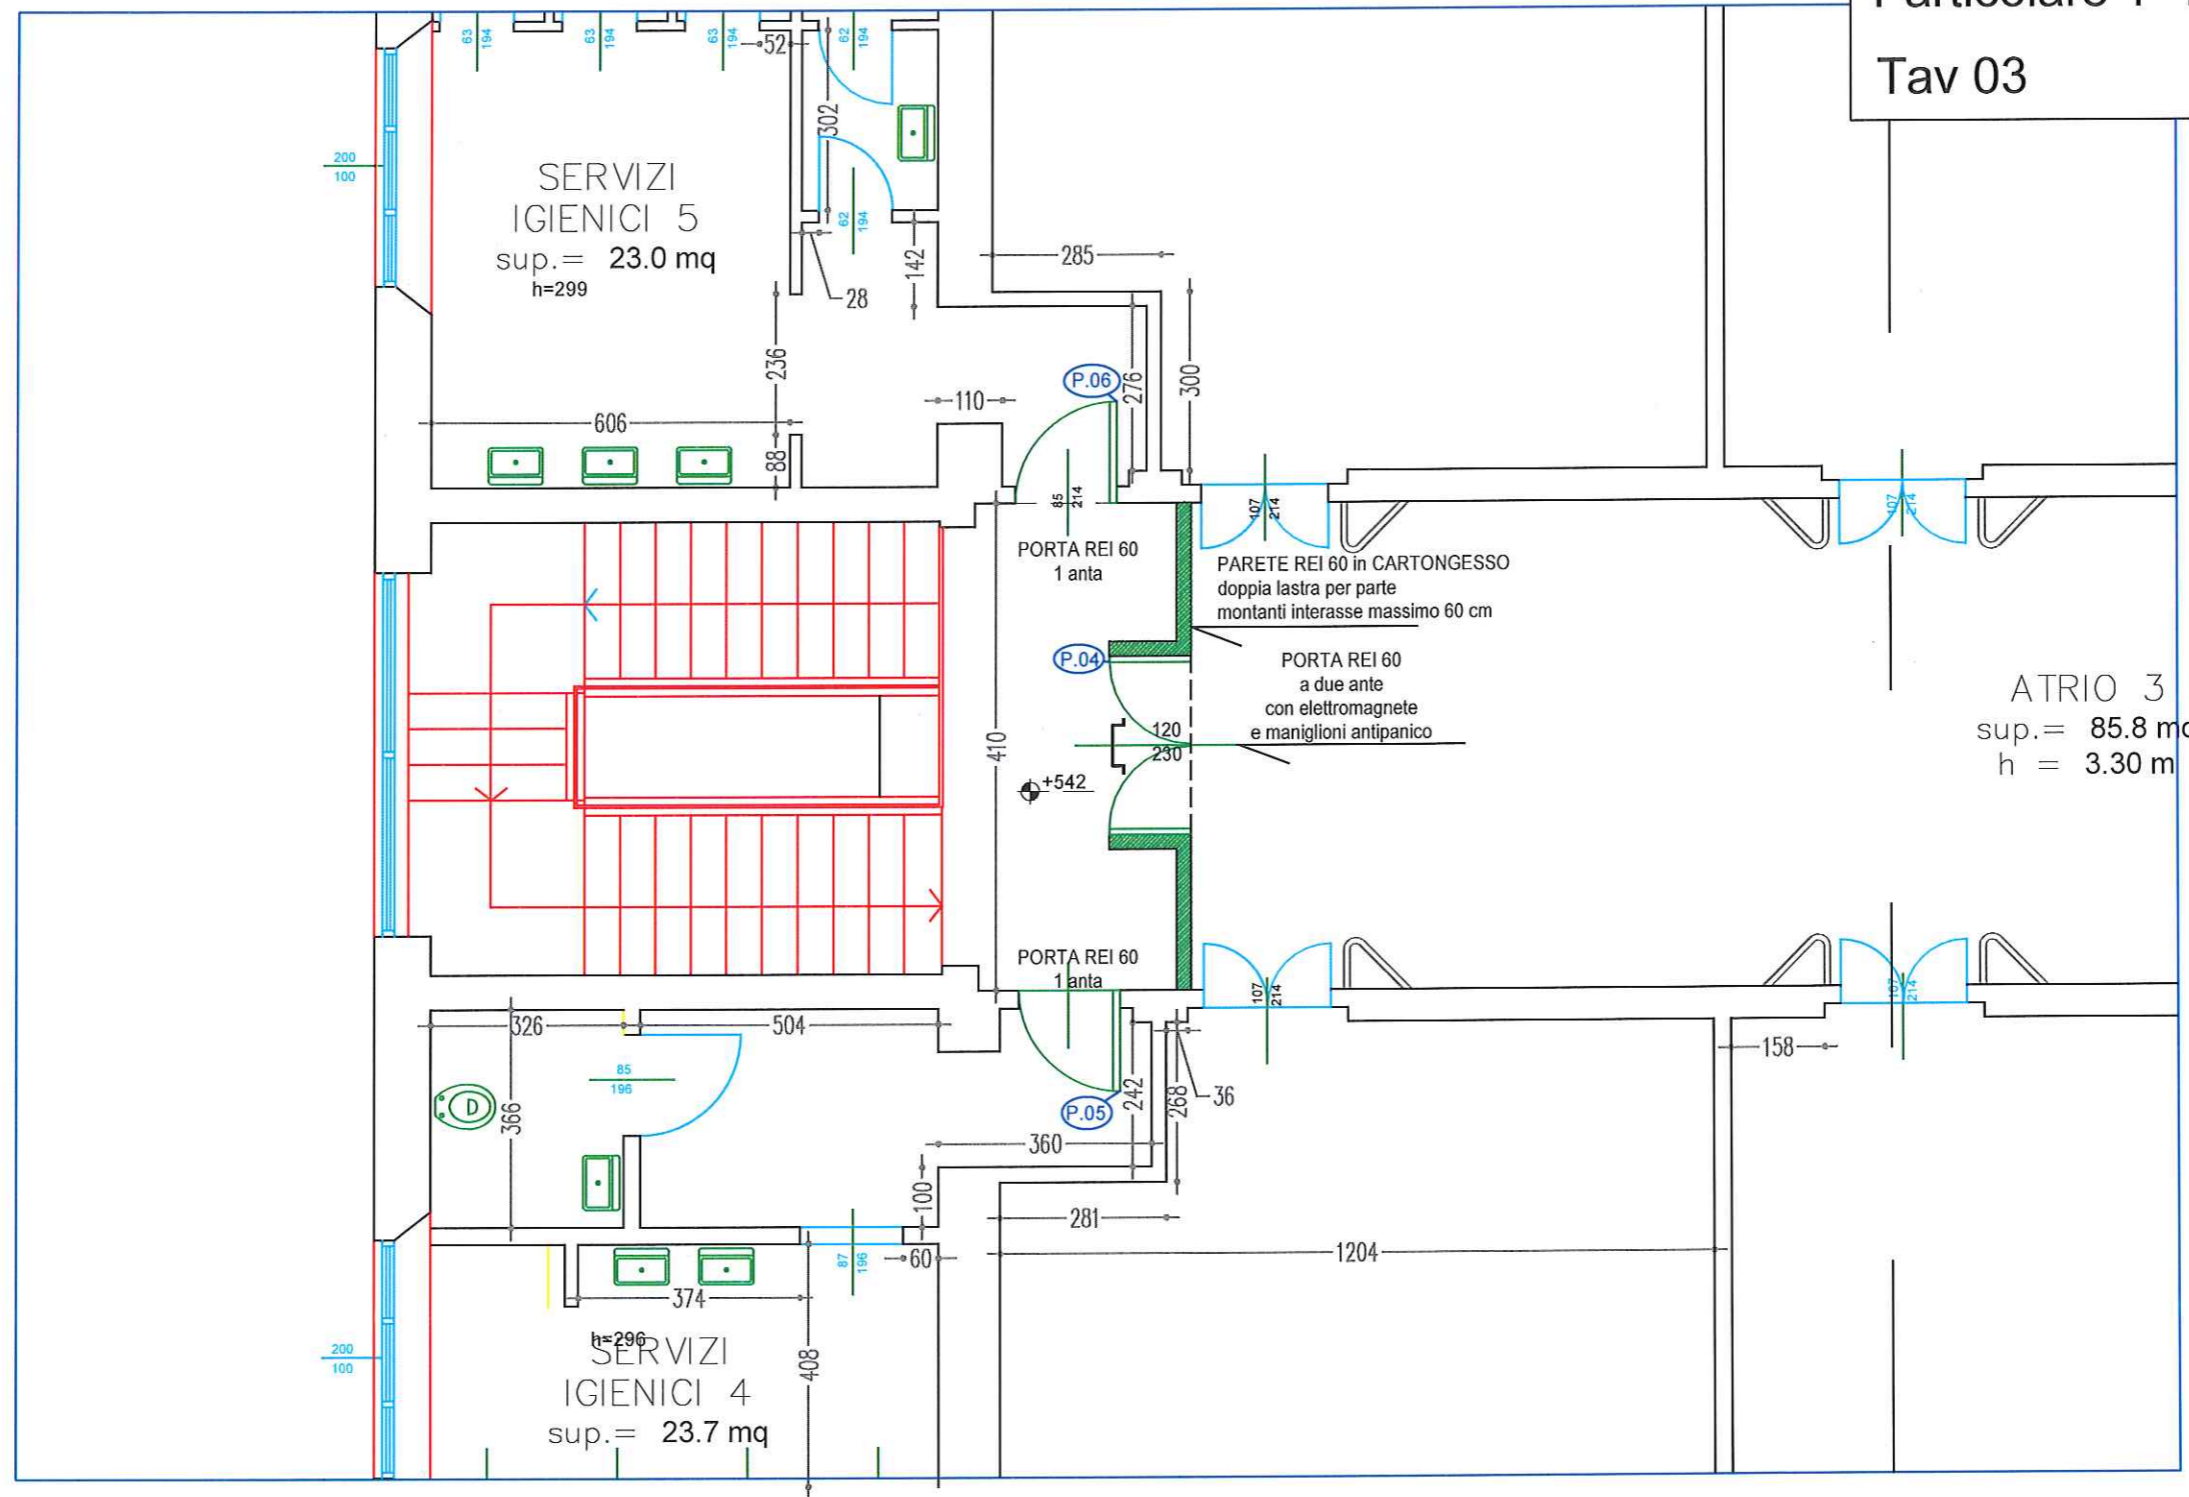 Tav 03
63
194
63
194
63
194
52
62
194
302
200
100
SERVIZI
IGIENICI 5
sup.= 23.0 mq
h=299
62
194
142
28
285
236
300
276
P.06
110
606
88
85
214
107
214
107
214
PORTA REI 60
1 anta
PARETE REI 60 in CARTONGESSO
doppia lastra per parte
montanti interasse massimo 60 cm
P.04
PORTA REI 60
a due ante
con elettromagnete
e maniglioni antipanico
120
230
410
+542
ATRIO 3
sup.= 85.8
h = 3.30 m
PORTA REI 60
1 anta
107
214
107
214
326
504
158
85
196
366
D
242
268
36
P.05
360
100
281
1204
87
196
60
374
h=296
SERVIZI
IGIENICI 4
sup.= 23.7 mq
408
200
100